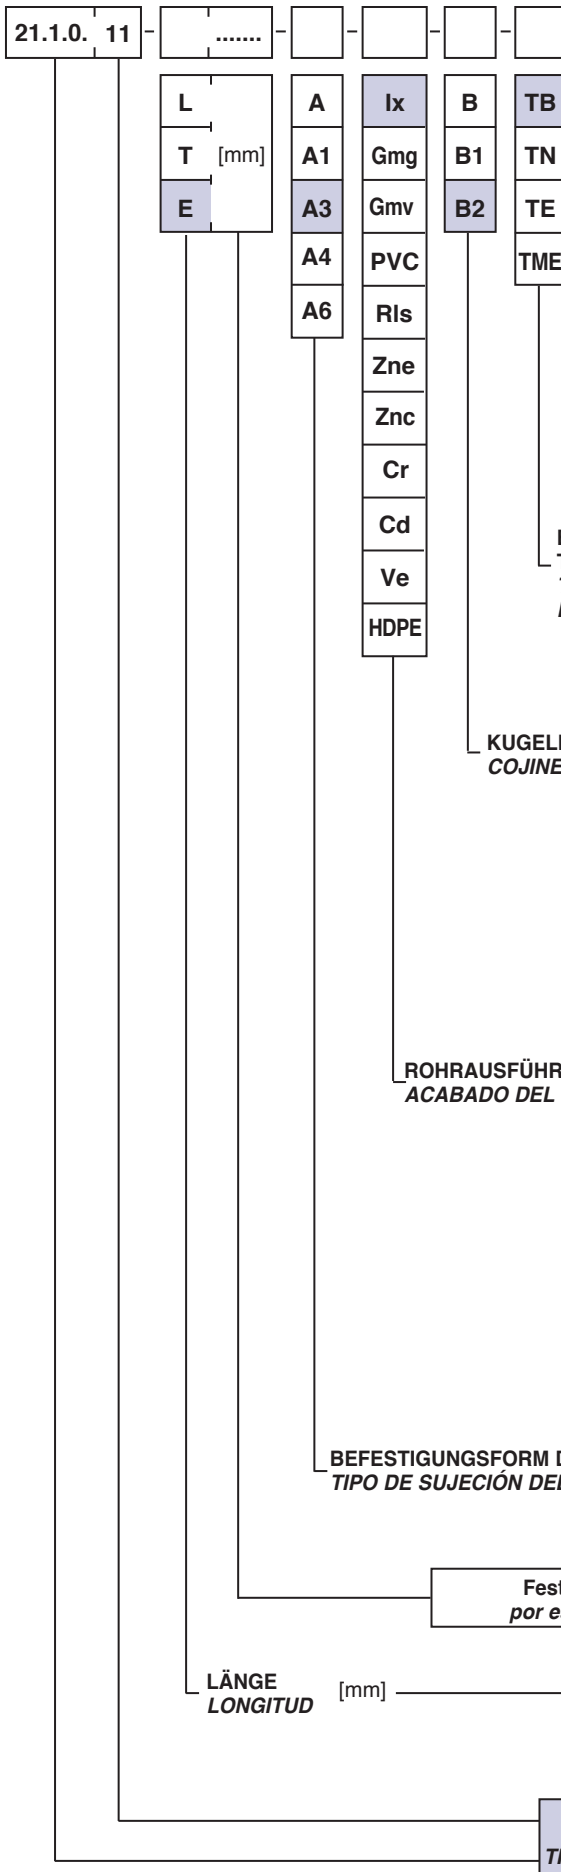 21.1.0. 11 - ....... - - - -
L A Ix B TB
T [mm] A1 Gmg B1 TN
E A3 Gmv B2 TE
A4 PVC TME
A6 Rls
Zne
Znc
Cr
Cd
Ve
HDPE
KUGEL
COJINE
ROHRAUSFÜHR
ACABADO DEL
BEFESTIGUNGSFORM D
TIPO DE SUJECIÓN DEL
Fest
por es
LÄNGE [mm]
LONGITUD